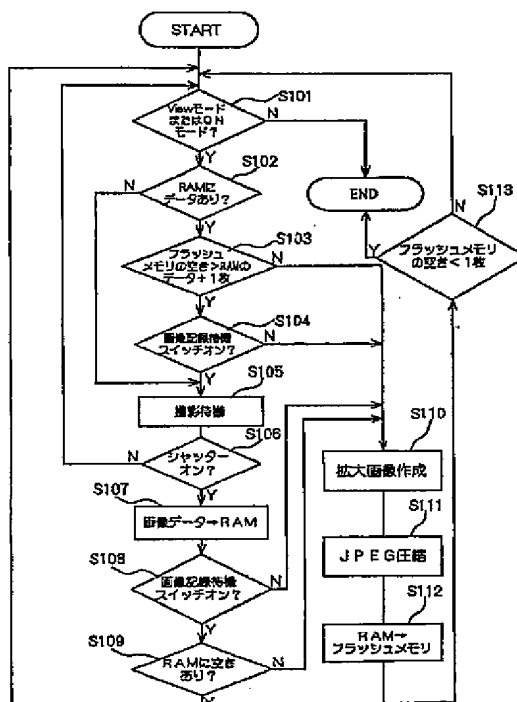 START
S101
Viewモード
またはON
モード?
N
Y
S102
N
RAMに
データあり?
Y
END
S113
N
S103
フラッシュ
メモリの空き>RAMの
データ+1枚
N
Y
フラッシュメモリ
の空き<1枚
Y
S104
画像記録待機
スイッチオン?
N
Y
S105
撮影待機
S106
シャッター
オン?
N
Y
S110
拡大画像作成
S107
画像データ→RAM
S111
JPEG圧縮
S108
画像記録待機
スイッチオン?
N
Y
S112
RAM→
フラッシュメモリ
S109
RAMに空き
あり?
N
Y